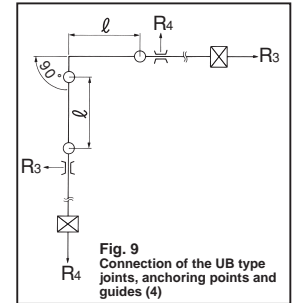 ℓ
R4
R3
90°
ℓ
R3
R4
Fig. 9
Connection of the UB type
joints, anchoring points and
guides (4)